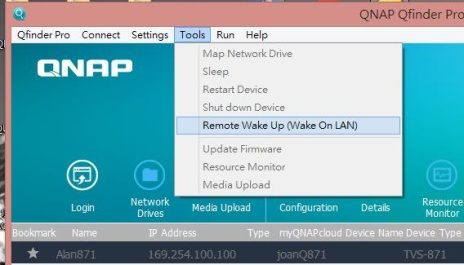 QNAP Qfinder Pro
Qfinder Pro Connect Settings Tools Run Help
QNAP
Map Network Drive
Sleep
Restart Device
Shut down Device
Remote Wake Up (Wake On LAN)
Update Firmware
Resource Monitor
Media Upload
Login Network Drives Media Upload Configuration Details Resource Monitor
Bookmark Name IP Address Type myQNAPcloud Device Name Device Type
Alan871 169.254.100.100 joanQ871 TVS-871